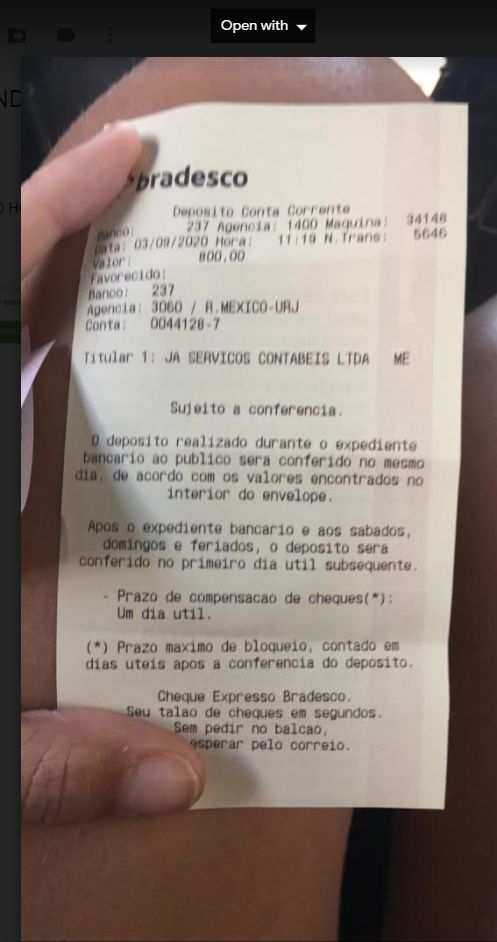 Open with
bradesco
Deposito Conta Corrente
Banco: 237 Agencia: 1400 Maquina: 34148
Data: 03/09/2020 Hora: 11:19 N.Trans: 5646
Valor: 800,00
Favorecido:
Banco: 237
Agencia: 3060 / R.MEXICO-URJ
Conta: 0044128-7
Titular 1: JA SERVICOS CONTABEIS LTDA ME
Sujeito a conferencia.
O deposito realizado durante o expediente
bancario ao publico sera conferido no mesmo
dia, de acordo com os valores encontrados no
interior do envelope.
Apos o expediente bancario e aos sabados,
domingos e feriados, o deposito sera
conferido no primeiro dia util subsequente.
- Prazo de compensacao de cheques(*):
Um dia util.
(*) Prazo maximo de bloqueio, contado em
dias uteis apos a conferencia do deposito.
Cheque Expresso Bradesco.
Seu talao de cheques em segundos.
Sem pedir no balcao,
esperar pelo correio.